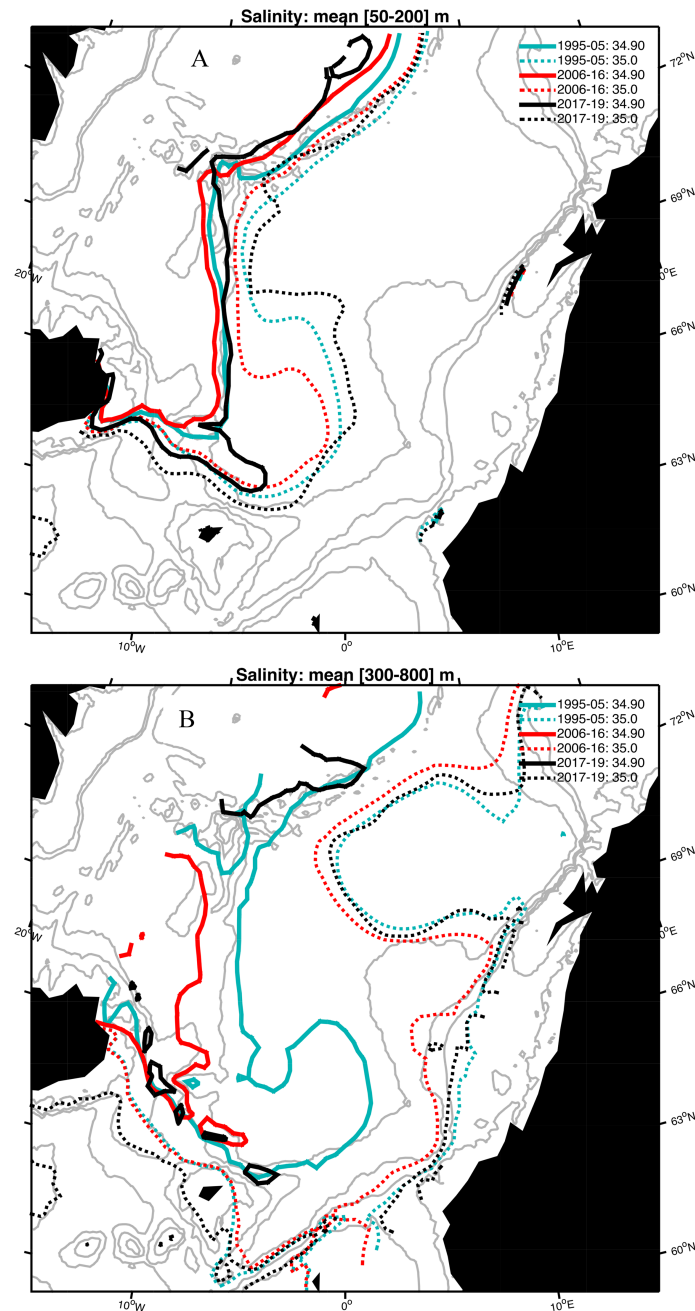 Salinity: mean [50-200] m
A
1995-05: 34.90
1995-05: 35.0
2006-16: 34.90
2006-16: 35.0
2017-19: 34.90
2017-19: 35.0
72°N
69°N
20°W
0°E
66°N
63°N
60°N
10°W
0°
10°E
Salinity: mean [300-800] m
B
1995-05: 34.90
1995-05: 35.0
2006-16: 34.90
2006-16: 35.0
2017-19: 34.90
2017-19: 35.0
72°N
69°N
20°W
0°E
66°N
63°N
60°N
10°W
0°
10°E